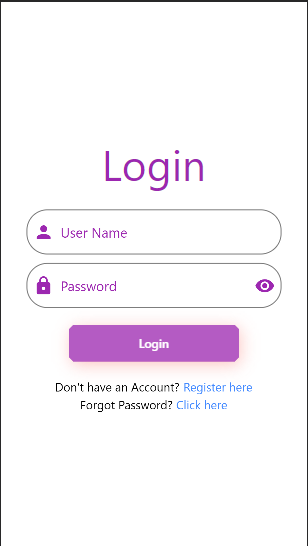 Login
User Name
Password
Login
Don't have an Account? Register here
Forgot Password? Click here